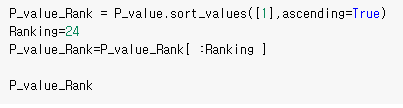 P_value_Rank = P_value.sort_values([1],ascending=True)
Ranking=24
P_value_Rank=P_value_Rank[ :Ranking ]
P_value_Rank